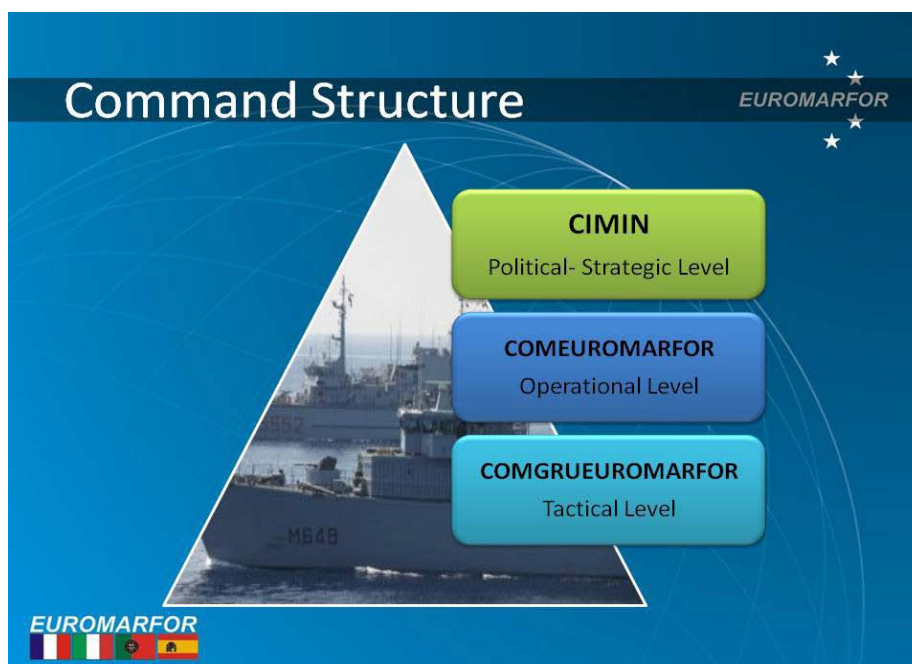 Command Structure
EUROMARFOR
CIMIN
Political- Strategic Level
COMEUROMARFOR
Operational Level
COMGRUEUROMARFOR
Tactical Level
M648
EUROMARFOR